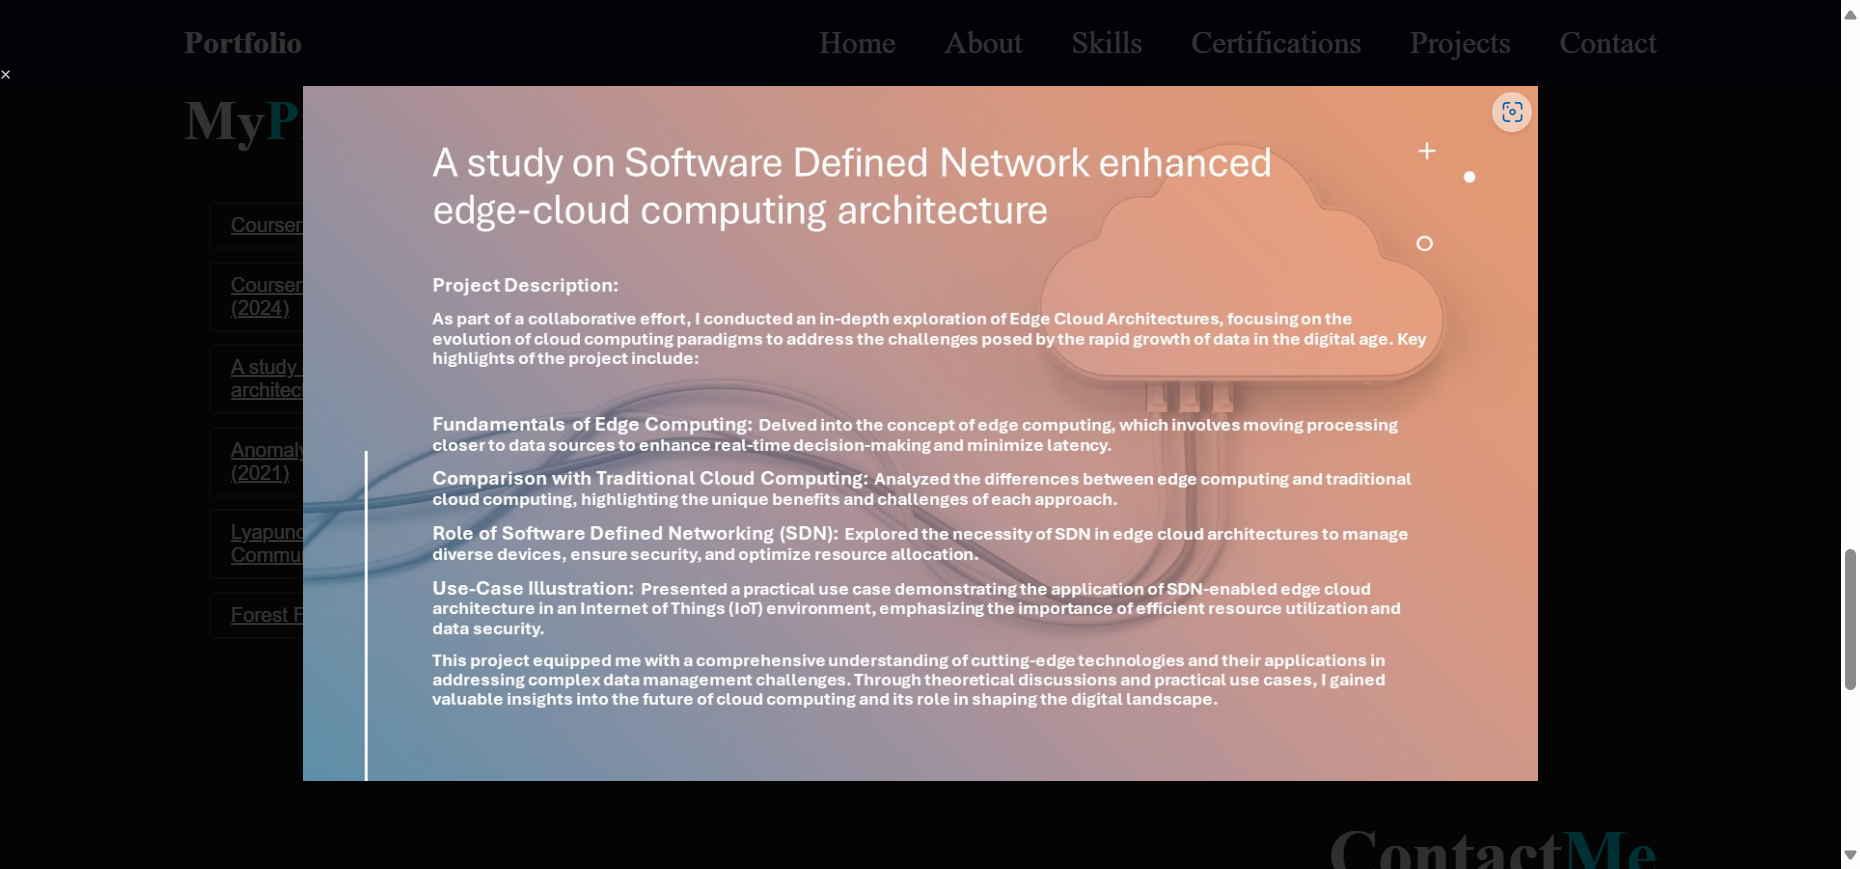 Portfolio
Home
About
Skills
Certifications
Projects
Contact
×
My
A study on Software Defined Network enhanced
edge-cloud computing architecture
Project Description:
As part of a collaborative effort, I conducted an in-depth exploration of Edge Cloud Architectures, focusing on the
evolution of cloud computing paradigms to address the challenges posed by the rapid growth of data in the digital age. Key
highlights of the project include:
Fundamentals of Edge Computing: Delved into the concept of edge computing, which involves moving processing
closer to data sources to enhance real-time decision-making and minimize latency.
Comparison with Traditional Cloud Computing: Analyzed the differences between edge computing and traditional
cloud computing, highlighting the unique benefits and challenges of each approach.
Role of Software Defined Networking (SDN): Explored the necessity of SDN in edge cloud architectures to manage
diverse devices, ensure security, and optimize resource allocation.
Use-Case Illustration: Presented a practical use case demonstrating the application of SDN-enabled edge cloud
architecture in an Internet of Things (IoT) environment, emphasizing the importance of efficient resource utilization and
data security.
This project equipped me with a comprehensive understanding of cutting-edge technologies and their applications in
addressing complex data management challenges. Through theoretical discussions and practical use cases, I gained
valuable insights into the future of cloud computing and its role in shaping the digital landscape.
(2024)
A study
(2021)
Forest
ContactMe